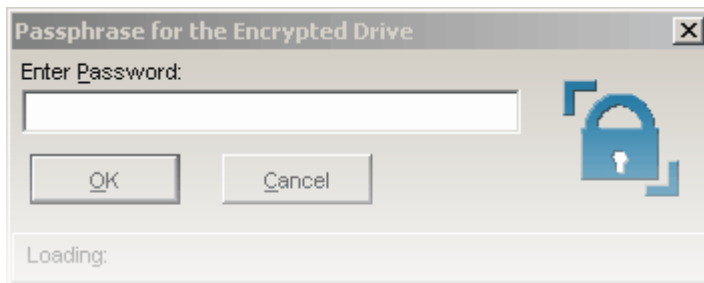 Passphrase for the Encrypted Drive
Enter Password:
OK
Cancel
Loading: